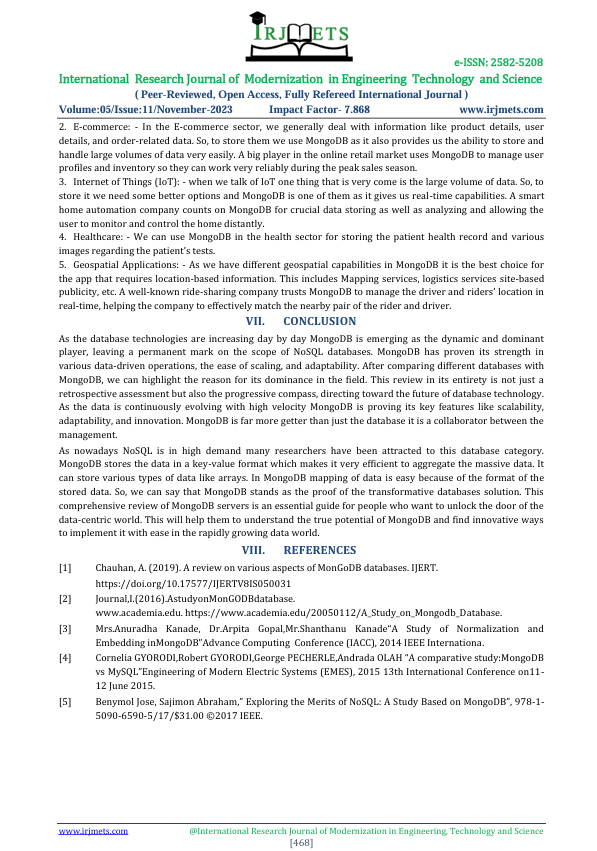 IRJMETS
e-ISSN: 2582-5208
International Research Journal of Modernization in Engineering Technology and Science
( Peer-Reviewed, Open Access, Fully Refereed International Journal )
Volume:05/Issue:11/November-2023 Impact Factor- 7.868 www.irjmets.com
2. E-commerce: - In the E-commerce sector, we generally deal with information like product details, user
details, and order-related data. So, to store them we use MongoDB as it also provides us the ability to store and
handle large volumes of data very easily. A big player in the online retail market uses MongoDB to manage user
profiles and inventory so they can work very reliably during the peak sales season.
3. Internet of Things (IoT): - when we talk of IoT one thing that is very come is the large volume of data. So, to
store it we need some better options and MongoDB is one of them as it gives us real-time capabilities. A smart
home automation company counts on MongoDB for crucial data storing as well as analyzing and allowing the
user to monitor and control the home distantly.
4. Healthcare: - We can use MongoDB in the health sector for storing the patient health record and various
images regarding the patient's tests.
5. Geospatial Applications: - As we have different geospatial capabilities in MongoDB it is the best choice for
the app that requires location-based information. This includes Mapping services, logistics services site-based
publicity, etc. A well-known ride-sharing company trusts MongoDB to manage the driver and riders' location in
real-time, helping the company to effectively match the nearby pair of the rider and driver.
VII. CONCLUSION
As the database technologies are increasing day by day MongoDB is emerging as the dynamic and dominant
player, leaving a permanent mark on the scope of NoSQL databases. MongoDB has proven its strength in
various data-driven operations, the ease of scaling, and adaptability. After comparing different databases with
MongoDB, we can highlight the reason for its dominance in the field. This review in its entirety is not just a
retrospective assessment but also the progressive compass, directing toward the future of database technology.
As the data is continuously evolving with high velocity MongoDB is proving its key features like scalability,
adaptability, and innovation. MongoDB is far more getter than just the database it is a collaborator between the
management.
As nowadays NoSQL is in high demand many researchers have been attracted to this database category.
MongoDB stores the data in a key-value format which makes it very efficient to aggregate the massive data. It
can store various types of data like arrays. In MongoDB mapping of data is easy because of the format of the
stored data. So, we can say that MongoDB stands as the proof of the transformative databases solution. This
comprehensive review of MongoDB servers is an essential guide for people who want to unlock the door of the
data-centric world. This will help them to understand the true potential of MongoDB and find innovative ways
to implement it with ease in the rapidly growing data world.
VIII. REFERENCES
[1] Chauhan, A. (2019). A review on various aspects of MonGoDB databases. IJERT.
https://doi.org/10.17577/IJERTV8IS050031
[2] Journal,I.(2016).AstudyonMonGODBdatabase.
www.academia.edu. https://www.academia.edu/20050112/A_Study_on_Mongodb_Database.
[3] Mrs.Anuradha Kanade, Dr.Arpita Gopal,Mr.Shanthanu Kanade"A Study of Normalization and
Embedding inMongoDB"Advance Computing Conference (IACC), 2014 IEEE Internationa.
[4] Cornelia GYORODI,Robert GYORODI,George PECHERLE,Andrada OLAH "A comparative study:MongoDB
vs MySQL"Engineering of Modern Electric Systems (EMES), 2015 13th International Conference on11-
12 June 2015.
[5] Benymol Jose, Sajimon Abraham," Exploring the Merits of NoSQL: A Study Based on MongoDB", 978-1-
5090-6590-5/17/$31.00 ©2017 IEEE.
www.irjmets.com @International Research Journal of Modernization in Engineering, Technology and Science
[468]